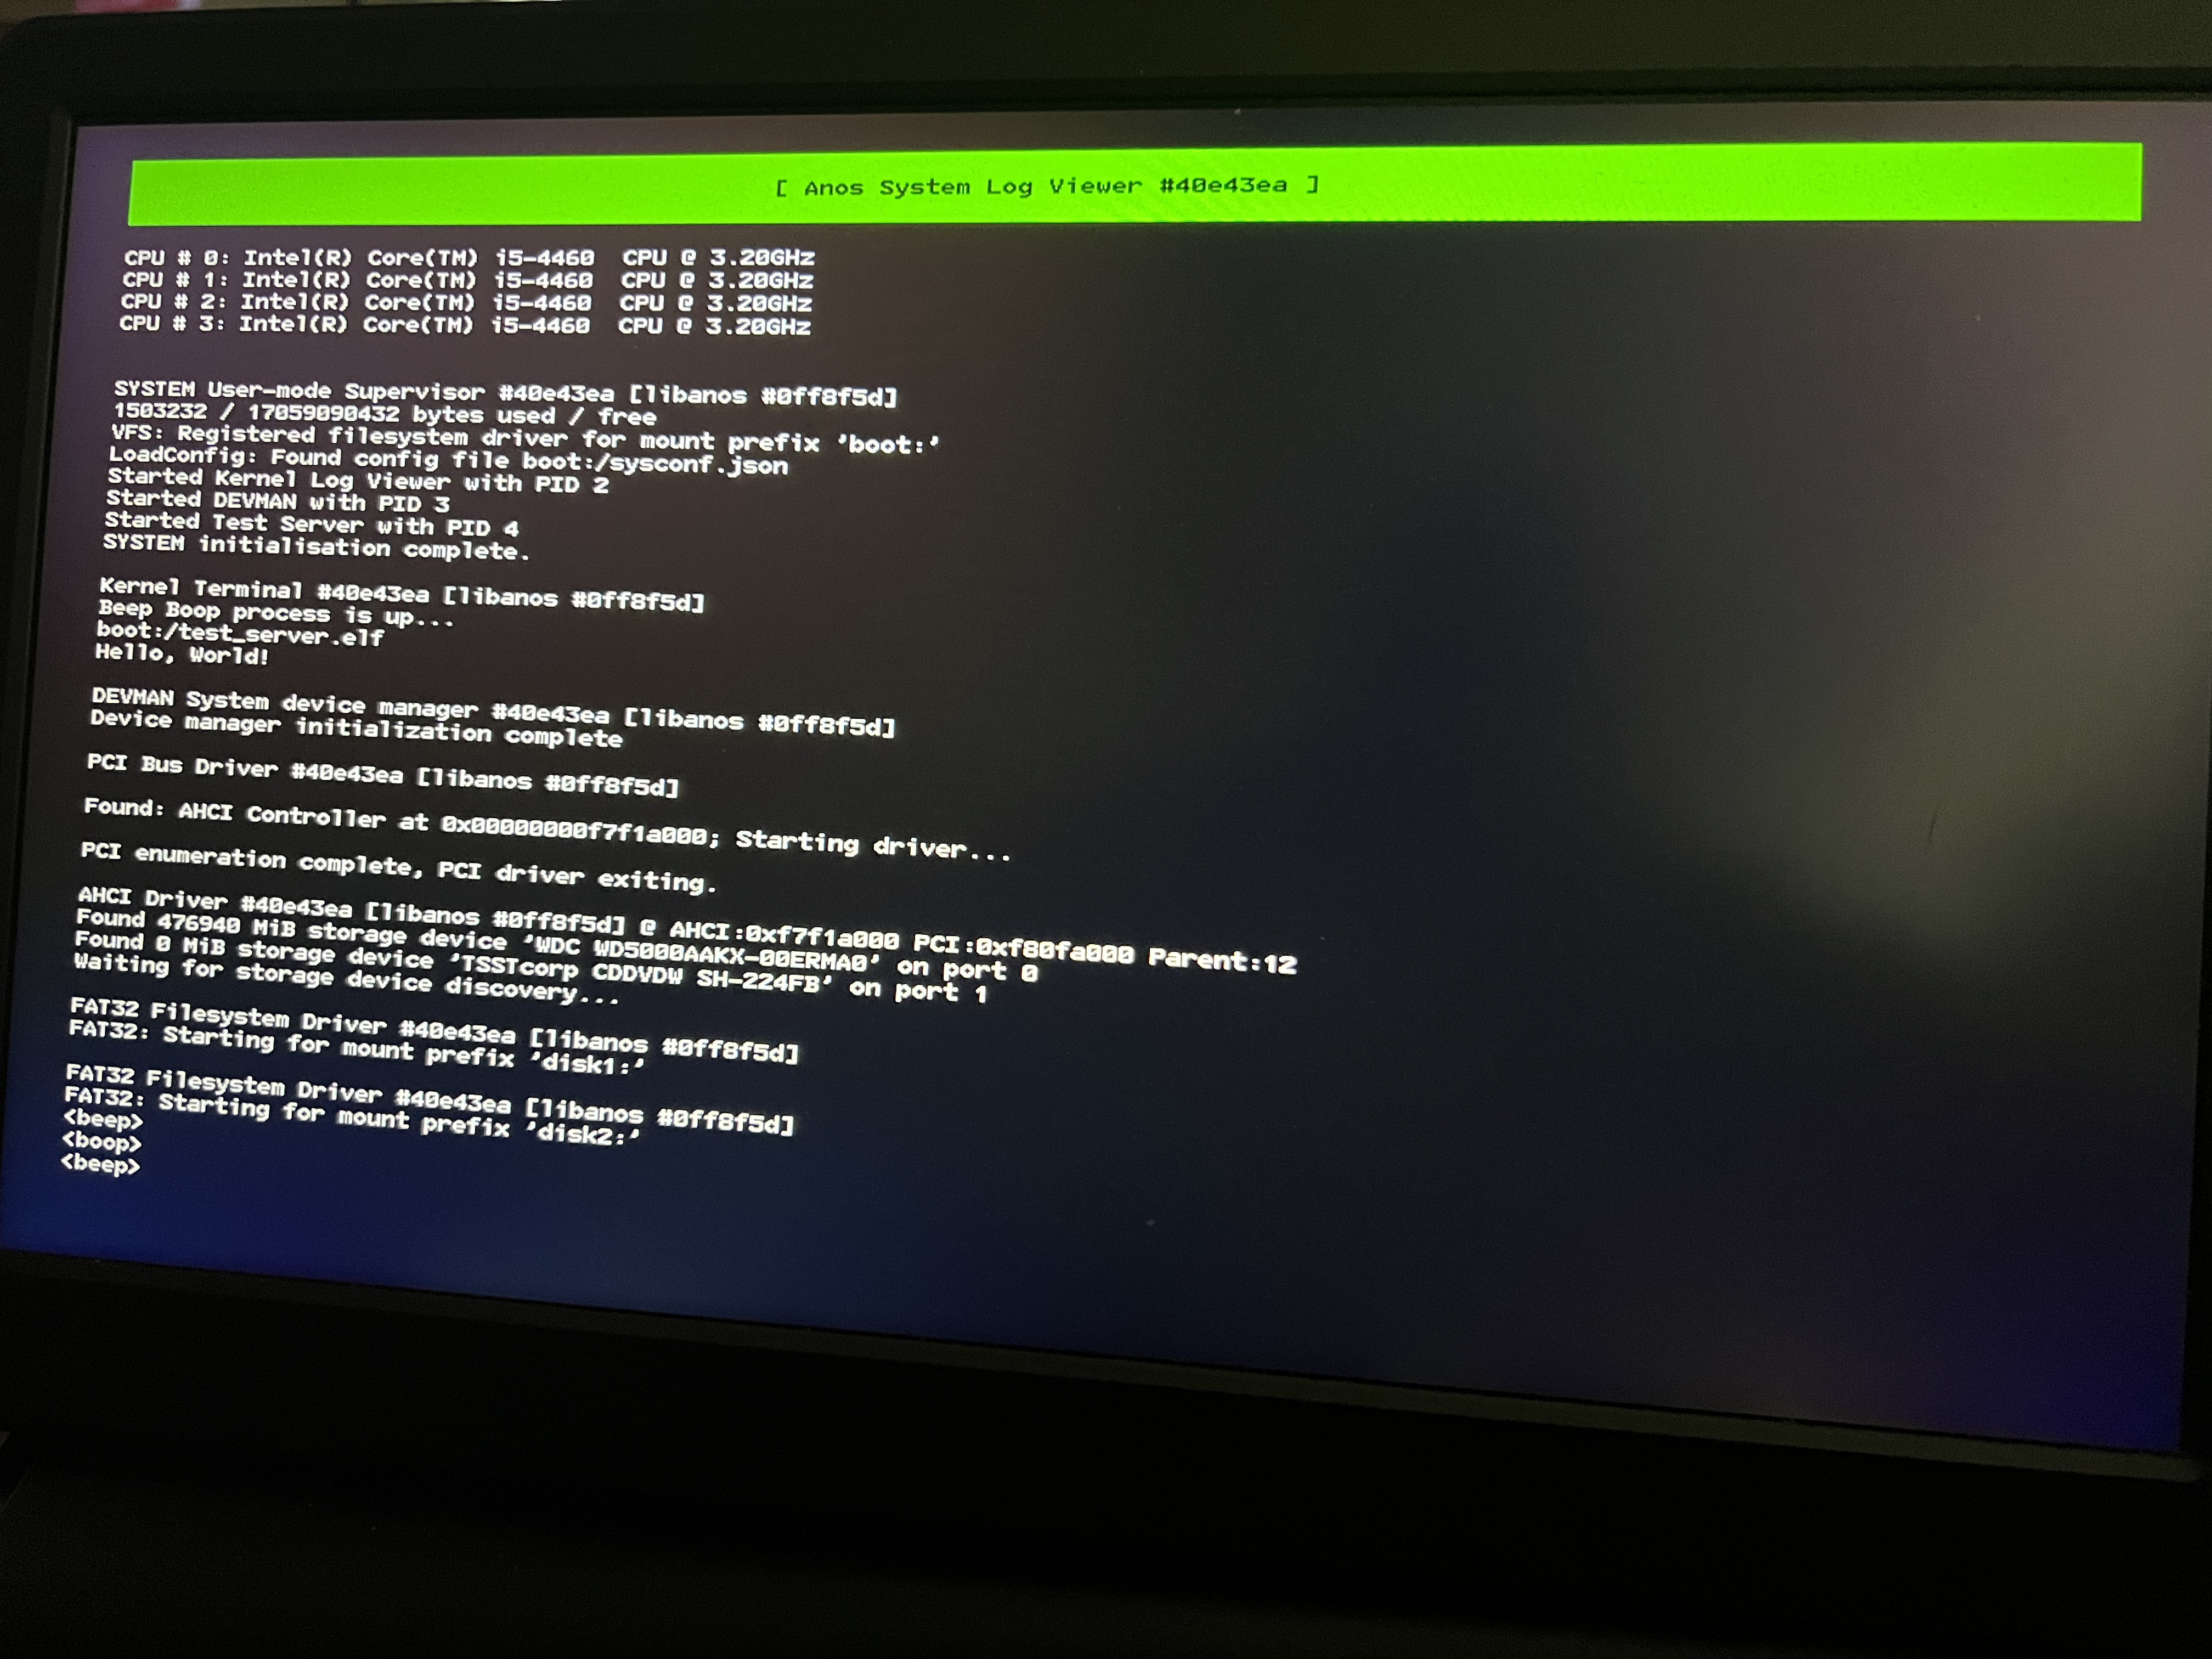 [ Anos System Log Viewer #40e43ea ]
CPU # 0: Intel(R) Core(TM) i5-4460  CPU @ 3.20GHz
CPU # 1: Intel(R) Core(TM) i5-4460  CPU @ 3.20GHz
CPU # 2: Intel(R) Core(TM) i5-4460  CPU @ 3.20GHz
CPU # 3: Intel(R) Core(TM) i5-4460  CPU @ 3.20GHz
SYSTEM User-mode Supervisor #40e43ea [libanos #0ff8f5d]
1503232 / 17059090432 bytes used / free
VFS: Registered filesystem driver for mount prefix 'boot:'
LoadConfig: Found config file boot:/sysconf.json
Started Kernel Log Viewer with PID 2
Started DEVMAN with PID 3
Started Test Server with PID 4
SYSTEM initialisation complete.
Kernel Terminal #40e43ea [libanos #0ff8f5d]
Beep Boop process is up...
boot:/test_server.elf
Hello, World!
DEVMAN System device manager #40e43ea [libanos #0ff8f5d]
Device manager initialization complete
PCI Bus Driver #40e43ea [libanos #0ff8f5d]
Found: AHCI Controller at 0x00000000f7f1a000; Starting driver...
PCI enumeration complete, PCI driver exiting.
AHCI Driver #40e43ea [libanos #0ff8f5d] @ AHCI:0xf7f1a000 PCI:0xf80fa000 Parent:12
Found 476940 MiB storage device 'WDC WD5000AAKX-00ERMA0' on port 0
Found 0 MiB storage device 'TSSTcorp CDDVDW SH-224FB' on port 1
Waiting for storage device discovery...
FAT32 Filesystem Driver #40e43ea [libanos #0ff8f5d]
FAT32: Starting for mount prefix 'disk1:'
FAT32 Filesystem Driver #40e43ea [libanos #0ff8f5d]
FAT32: Starting for mount prefix 'disk2:'
<beep>
<boop>
<beep>